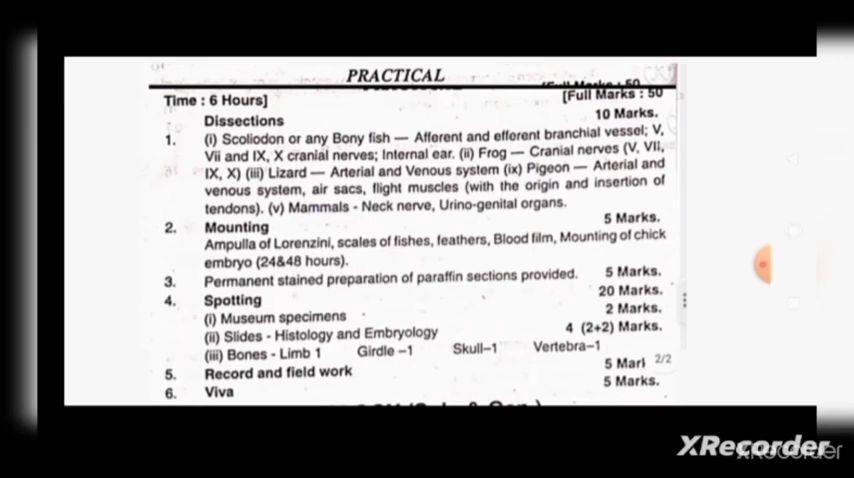 PRACTICAL
Time : 6 Hours]
[Full Marks : 50
Dissections
10 Marks.
1. (i) Scoliodon or any Bony fish — Afferent and efferent branchial vessel; V,
Vii and IX, X cranial nerves; Internal ear. (ii) Frog — Cranial nerves (V, VII,
IX, X) (iii) Lizard — Arterial and Venous system (ix) Pigeon — Arterial and
venous system, air sacs, flight muscles (with the origin and insertion of
tendons). (v) Mammals - Neck nerve, Urino-genital organs.
2. Mounting
5 Marks.
Ampulla of Lorenzini, scales of fishes, feathers, Blood film, Mounting of chick
embryo (24&48 hours).
3. Permanent stained preparation of paraffin sections provided. 5 Marks.
4. Spotting
20 Marks.
(i) Museum specimens
2 Marks.
(ii) Slides - Histology and Embryology
4 (2+2) Marks.
(iii) Bones - Limb 1 Girdle –1 Skull–1 Vertebra–1
5. Record and field work
5 Marl 2/2
6. Viva
5 Marks.
XRecorder
XRecorder